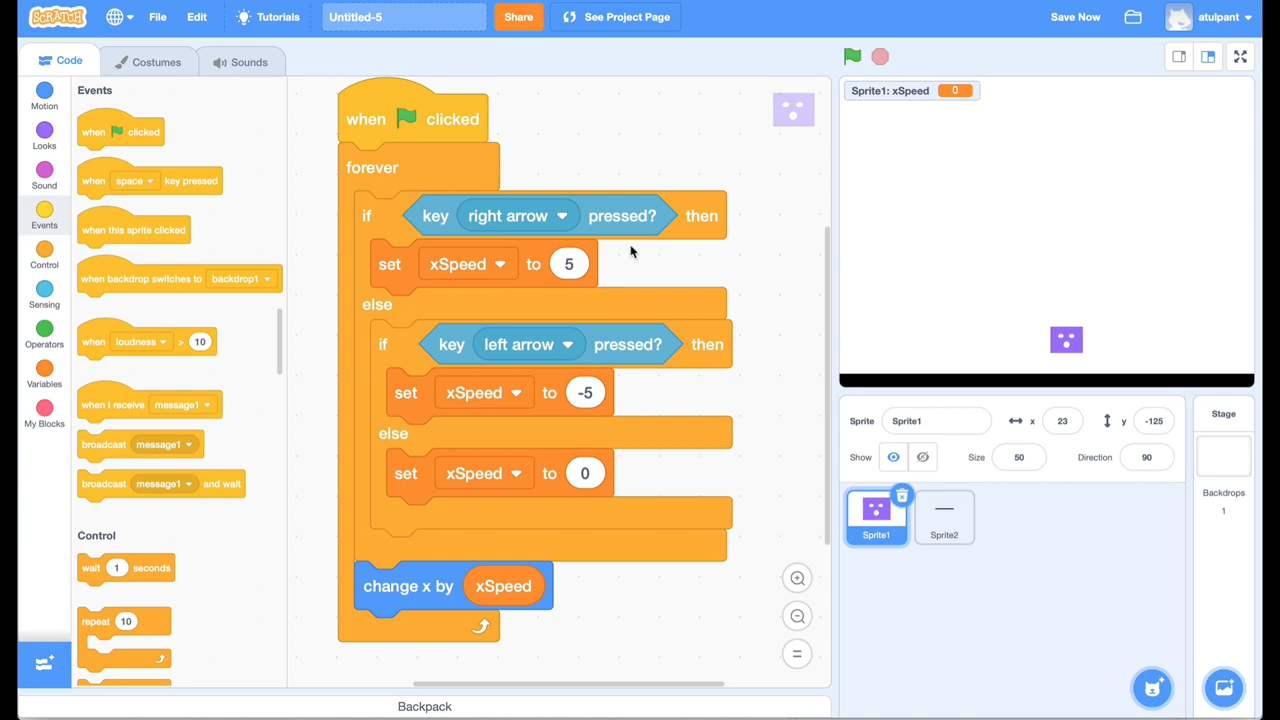 SCRATCH File Edit Tutorials Untitled-5 Share See Project Page Save Now atulpant
Code Costumes Sounds
Motion
Looks
Sound
Events
Control
Sensing
Operators
Variables
My Blocks
Events
when clicked
when space key pressed
when this sprite clicked
when backdrop switches to backdrop1
when loudness > 10
when I receive message1
broadcast message1
broadcast message1 and wait
Control
wait 1 seconds
repeat 10
when clicked
forever
if key right arrow pressed? then
set xSpeed to 5
else
if key left arrow pressed? then
set xSpeed to -5
else
set xSpeed to 0
change x by xSpeed
Backpack
Sprite1: xSpeed 0
Sprite Sprite1 x 23 y -125
Show Size 50 Direction 90
Sprite1 Sprite2
Stage
Backdrops
1